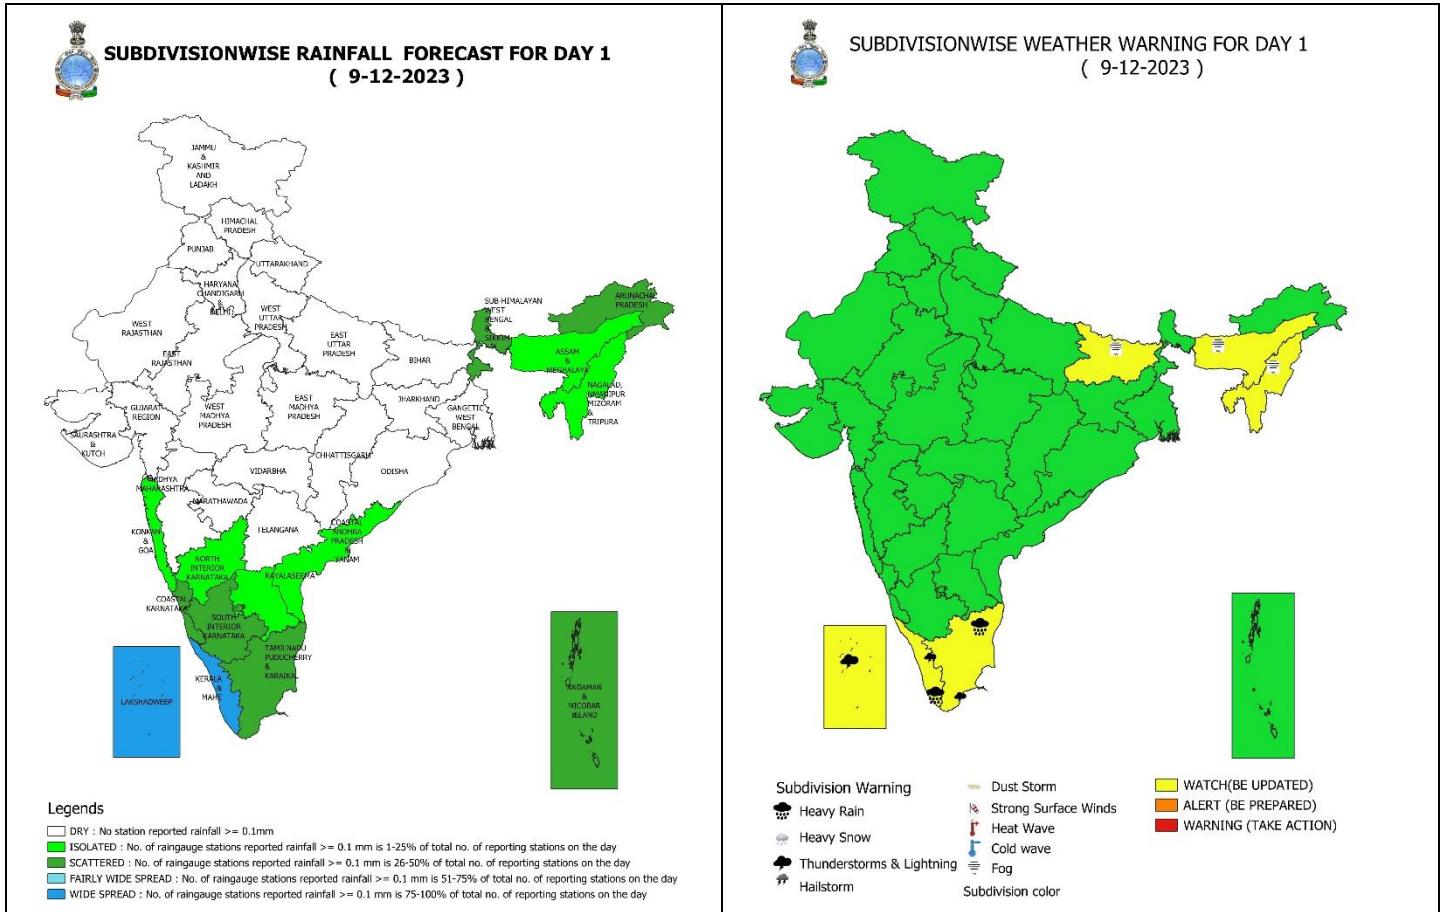 SUBDIVISIONWISE RAINFALL FORECAST FOR DAY 1
( 9-12-2023 )
JAMMU
&
KASHMIR
AND
LADAKH
HIMACHAL
PRADESH
PUNJAB
UTTARAKHAND
HARYANA
CHANDIGARH
&
DELHI
WEST
UTTAR
PRADESH
WEST
RAJASTHAN
EAST
RAJASTHAN
EAST
UTTAR
PRADESH
BIHAR
SUB-HIMALAYAN
WEST
BENGAL
&
SIKKIM
ARUNACHAL
PRADESH
ASSAM
&
MEGHALAYA
NAGALAD,
MANIPUR
MIZORAM
&
TRIPURA
GUJARAT
REGION
WEST
MADHYA
PRADESH
EAST
MADHYA
PRADESH
JHARKHAND
GANGETIC
WEST
BENGAL
SAURASHTRA
&
KUTCH
CHHATTISGARH
ODISHA
VIDARBHA
MADHYA
MAHARASHTRA
MARATHAWADA
TELANGANA
KONKAN
&
GOA
COASTAL
ANDHRA
PRADESH
&
YANAM
NORTH
INTERIOR
KARNATAKA
RAYALASEEMA
COASTAL
KARNATAKA
SOUTH
INTERIOR
KARNATAKA
TAMILNADU
PUDUCHERRY
&
KARAIKAL
KERALA
&
MAHE
LAKSHADWEEP
ANDAMAN
&
NICOBAR
ISLAND
Legends
DRY : No station reported rainfall >= 0.1mm
ISOLATED : No. of raingauge stations reported rainfall >= 0.1 mm is 1-25% of total no. of reporting stations on the day
SCATTERED : No. of raingauge stations reported rainfall >= 0.1 mm is 26-50% of total no. of reporting stations on the day
FAIRLY WIDE SPREAD : No. of raingauge stations reported rainfall >= 0.1 mm is 51-75% of total no. of reporting stations on the day
WIDE SPREAD : No. of raingauge stations reported rainfall >= 0.1 mm is 75-100% of total no. of reporting stations on the day
SUBDIVISIONWISE WEATHER WARNING FOR DAY 1
( 9-12-2023 )
Subdivision Warning
Heavy Rain
Heavy Snow
Thunderstorms & Lightning
Hailstorm
Dust Storm
Strong Surface Winds
Heat Wave
Cold wave
Fog
Subdivision color
WATCH(BE UPDATED)
ALERT (BE PREPARED)
WARNING (TAKE ACTION)